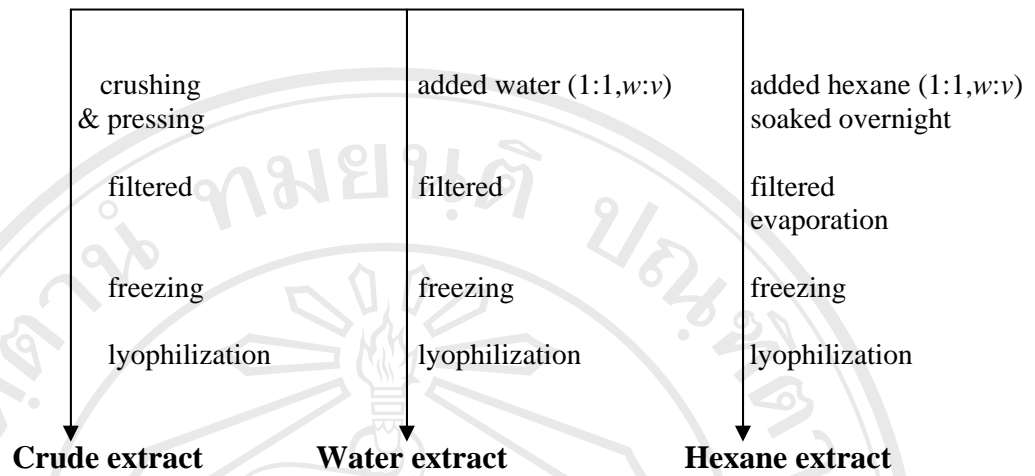 crushing
& pressing
filtered
freezing
lyophilization
Crude extract
added water (1:1,w:v)
filtered
freezing
lyophilization
Water extract
added hexane (1:1,w:v)
soaked overnight
filtered
evaporation
freezing
lyophilization
Hexane extract